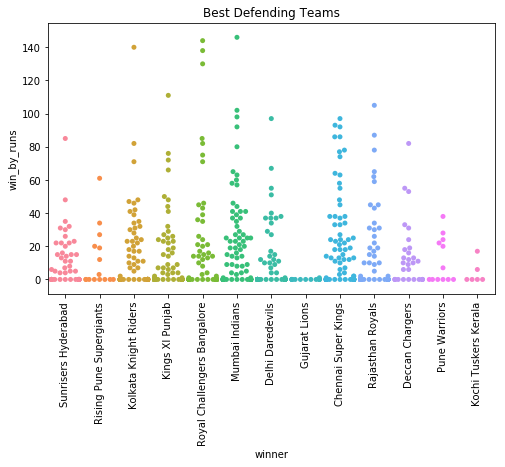 Best Defending Teams
win_by_runs
140
120
100
80
60
40
20
0
Sunrisers Hyderabad
Rising Pune Supergiants
Kolkata Knight Riders
Kings XI Punjab
Royal Challengers Bangalore
Mumbai Indians
Delhi Daredevils
Gujarat Lions
Chennai Super Kings
Rajasthan Royals
Deccan Chargers
Pune Warriors
Kochi Tuskers Kerala
winner